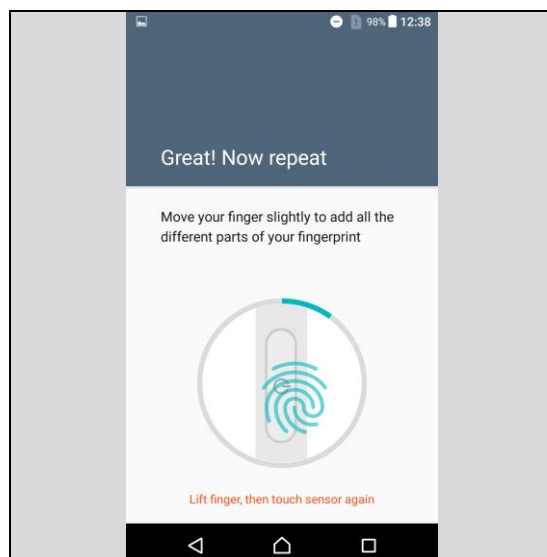 98% 12:38
Great! Now repeat
Move your finger slightly to add all the
different parts of your fingerprint
Lift finger, then touch sensor again